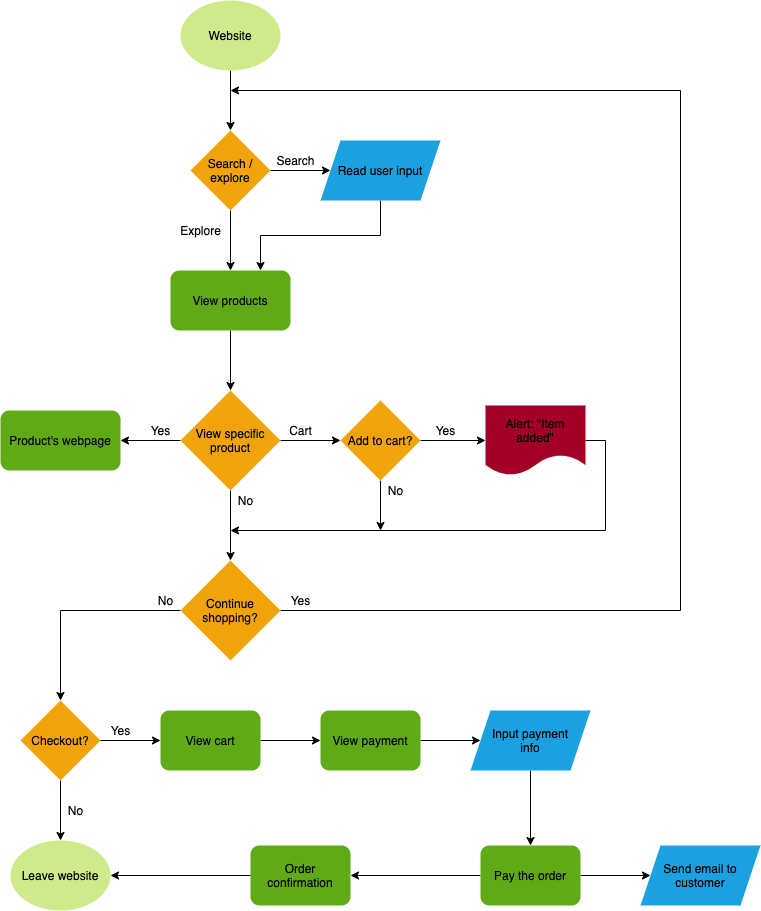 Website
Search /
explore
Search
Read user input
Explore
View products
Product's webpage
Yes
View specific
product
Cart
Add to cart?
Yes
Alert: "Item
added"
No
No
No
Continue
shopping?
Yes
Checkout?
Yes
View cart
View payment
Input payment
info
No
Leave website
Order
confirmation
Pay the order
Send email to
customer